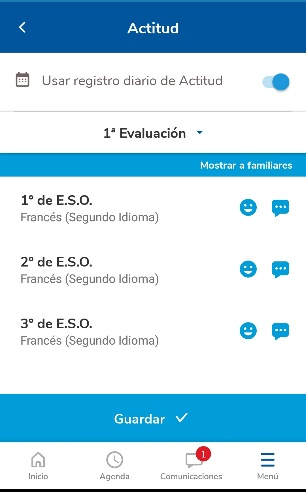 Actitud
Usar registro diario de Actitud
1ª Evaluación
Mostrar a familiares
1º de E.S.O.
Francés (Segundo Idioma)
2º de E.S.O.
Francés (Segundo Idioma)
3º de E.S.O.
Francés (Segundo Idioma)
Guardar
1
Inicio
Agenda
Comunicaciones
Menú